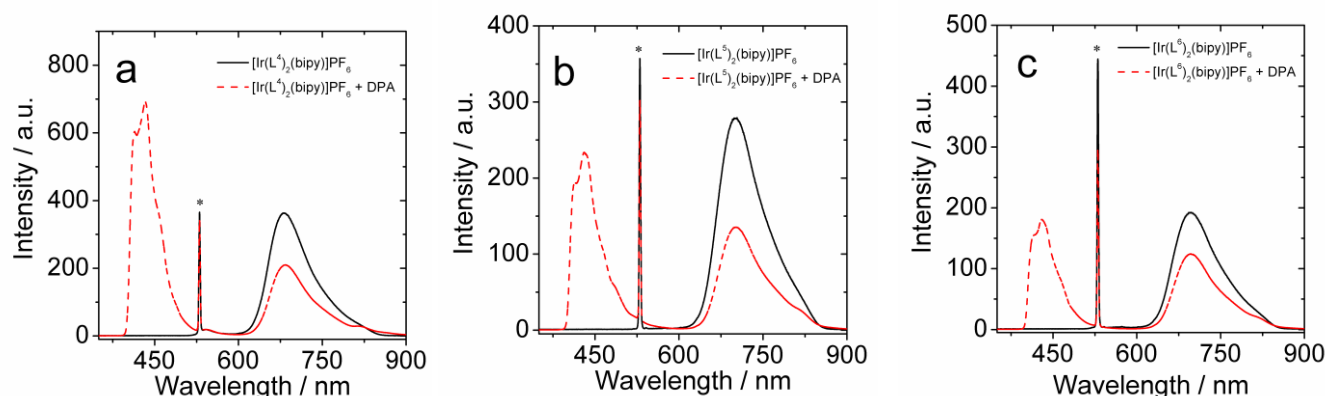 a
[Ir(L⁴)₂(bipy)]PF₆
[Ir(L⁴)₂(bipy)]PF₆ + DPA
*
800
600
400
200
0
450 600 750 900
Intensity / a.u.
Wavelength / nm
b
[Ir(L⁵)₂(bipy)]PF₆
[Ir(L⁵)₂(bipy)]PF₆ + DPA
*
400
300
200
100
0
450 600 750 900
Intensity / a.u.
Wavelength / nm
c
[Ir(L⁶)₂(bipy)]PF₆
[Ir(L⁶)₂(bipy)]PF₆ + DPA
*
500
400
300
200
100
0
450 600 750 900
Intensity / a.u.
Wavelength / nm